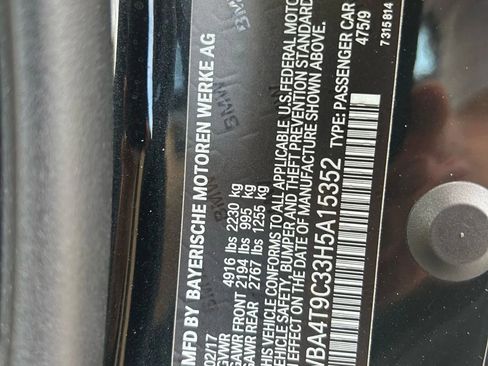 MFD BY BAYERISCHE MOTOREN WERKE AG
02/17
GVWR 4916 lbs 2230 kg
GAWR FRONT 2194 lbs 995 kg
GAWR REAR 2767 lbs 1255 kg
THIS VEHICLE CONFORMS TO ALL APPLICABLE U.S. FEDERAL MOTOR
VEHICLE SAFETY, BUMPER AND THEFT PREVENTION STANDARDS
IN EFFECT ON THE DATE OF MANUFACTURE SHOWN ABOVE.
WBA4T9C33H5A15352 TYPE: PASSENGER CAR
475/9
7 315 814
BMW
BMW
BMW